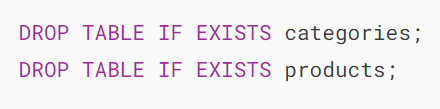 DROP TABLE IF EXISTS categories;
DROP TABLE IF EXISTS products;